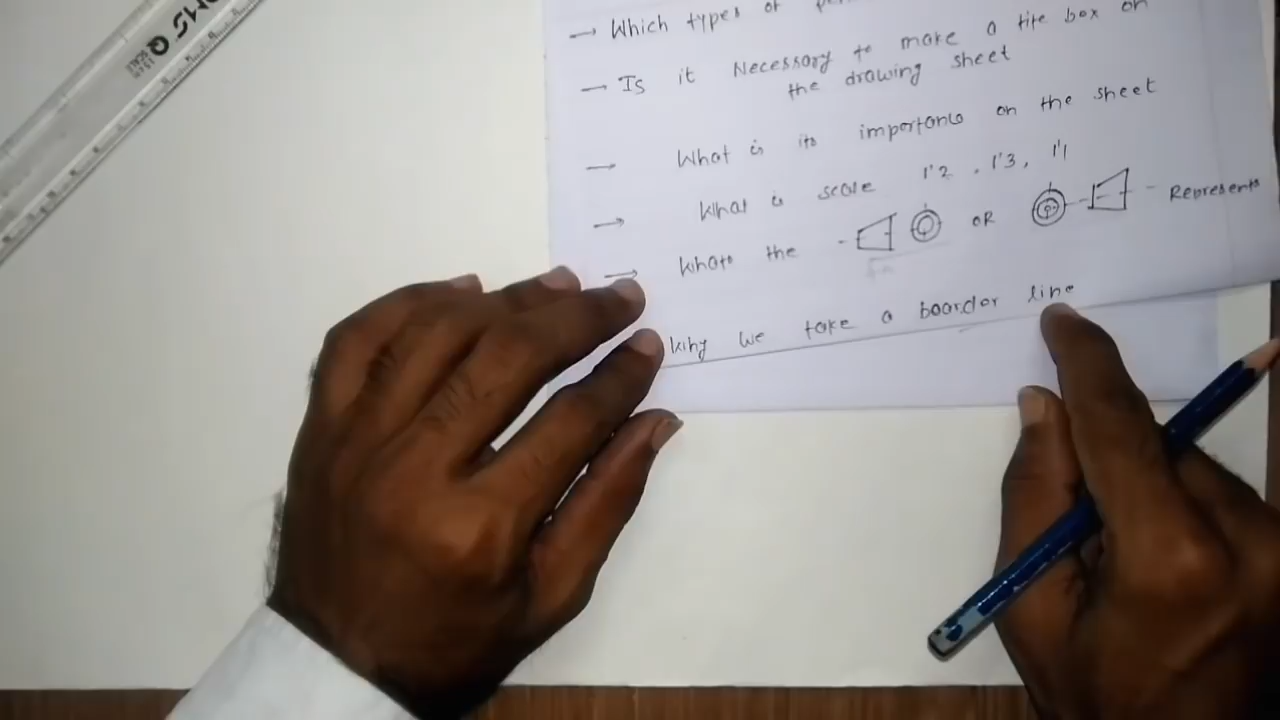 OMS Q
SCALE
→ Which types of
→ Is it Necessary to make a tite box on
the drawing sheet
→ What is its importance on the sheet
→ What is scale 1'2 , 1'3, 1'1
→ Whats the OR Represents
Why we take a boarder line